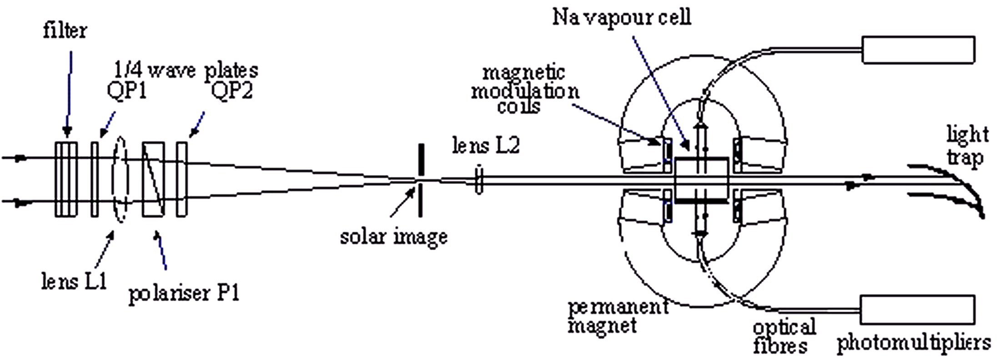 Na vapour cell
filter
1/4 wave plates
QP1 QP2
magnetic
modulation
coils
light
trap
lens L2
solar image
lens L1
polariser P1
permanent
magnet
optical
fibres
photomultipliers